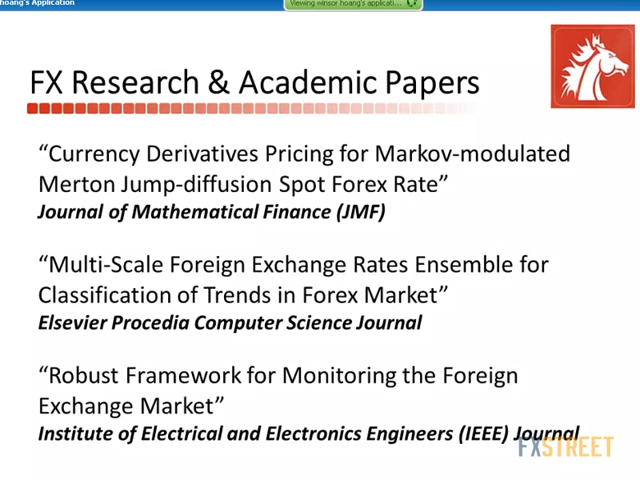 hoang's Application
Viewing winsor hoang's applicati...
FX Research & Academic Papers
“Currency Derivatives Pricing for Markov-modulated
Merton Jump-diffusion Spot Forex Rate”
Journal of Mathematical Finance (JMF)
“Multi-Scale Foreign Exchange Rates Ensemble for
Classification of Trends in Forex Market”
Elsevier Procedia Computer Science Journal
“Robust Framework for Monitoring the Foreign
Exchange Market”
Institute of Electrical and Electronics Engineers (IEEE) Journal
FXSTREET